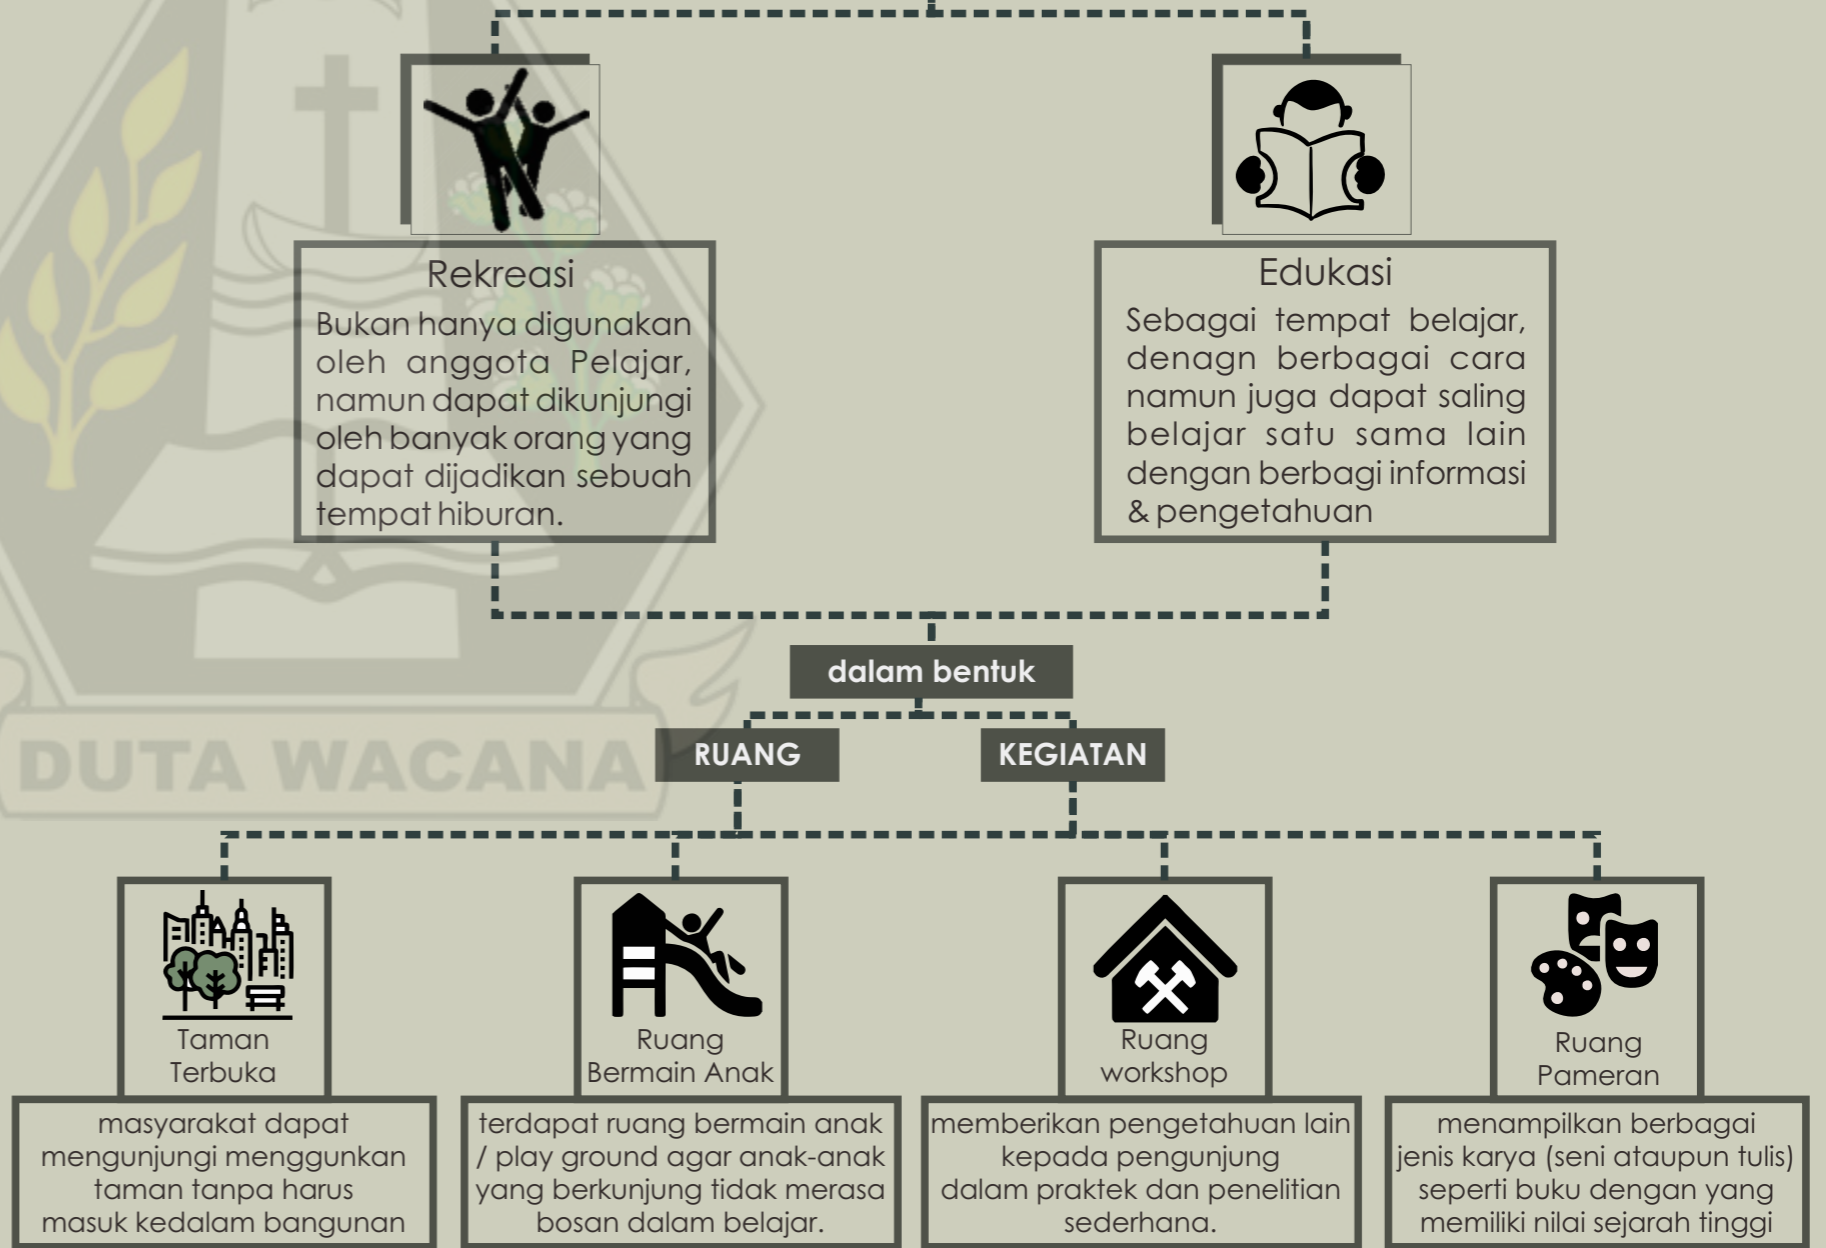 Rekreasi
Bukan hanya digunakan
oleh anggota Pelajar,
namun dapat dikunjungi
oleh banyak orang yang
dapat dijadikan sebuah
tempat hiburan.
Edukasi
Sebagai tempat belajar,
denagn berbagai cara
namun juga dapat saling
belajar satu sama lain
dengan berbagi informasi
& pengetahuan
dalam bentuk
RUANG
KEGIATAN
DUTA WACANA
Taman
Terbuka
masyarakat dapat
mengunjungi menggunkan
taman tanpa harus
masuk kedalam bangunan
Ruang
Bermain Anak
terdapat ruang bermain anak
/ play ground agar anak-anak
yang berkunjung tidak merasa
bosan dalam belajar.
Ruang
workshop
memberikan pengetahuan lain
kepada pengunjung
dalam praktek dan penelitian
sederhana.
Ruang
Pameran
menampilkan berbagai
jenis karya (seni ataupun tulis)
seperti buku dengan yang
memiliki nilai sejarah tinggi